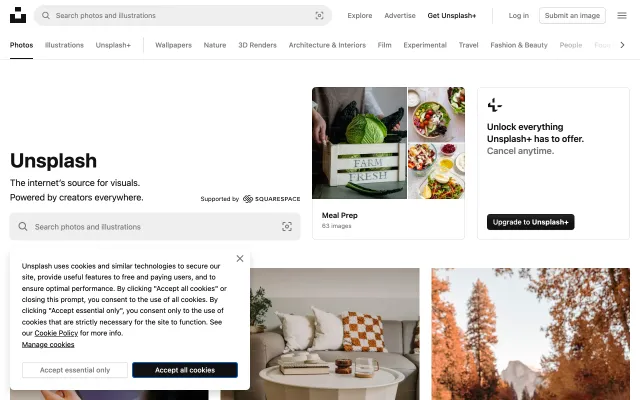 Search photos and illustrations
Explore
Advertise
Get Unsplash+
Log in
Submit an image
Photos
Illustrations
Unsplash+
Wallpapers
Nature
3D Renders
Architecture & Interiors
Film
Experimental
Travel
Fashion & Beauty
People
Unsplash
The internet's source for visuals.
Powered by creators everywhere.
Supported by SQUARESPACE
Search photos and illustrations
FARM
FRESH
Meal Prep
63 images
Unlock everything
Unsplash+ has to offer.
Cancel anytime.
Upgrade to Unsplash+
Unsplash uses cookies and similar technologies to secure our
site, provide useful features to free and paying users, and to
ensure optimal performance. By clicking "Accept all cookies" or
closing this prompt, you consent to the use of all cookies. By
clicking "Accept essential only", you consent only to the use of
cookies that are strictly necessary for the site to function. See
our Cookie Policy for more info.
Manage cookies
Accept essential only
Accept all cookies